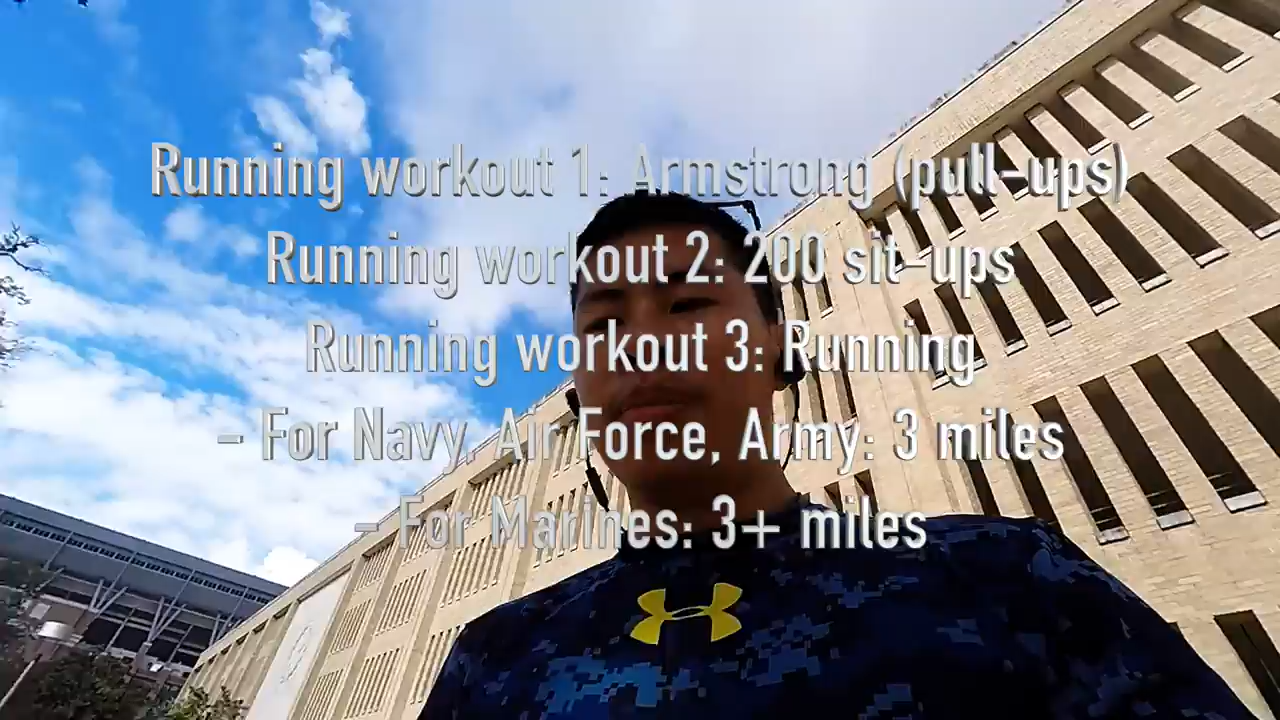 Running workout 1: Armstrong (pull-ups)
Running workout 2: 200 sit-ups
Running workout 3: Running
- For Navy, Air Force, Army: 3 miles
- For Marines: 3+ miles